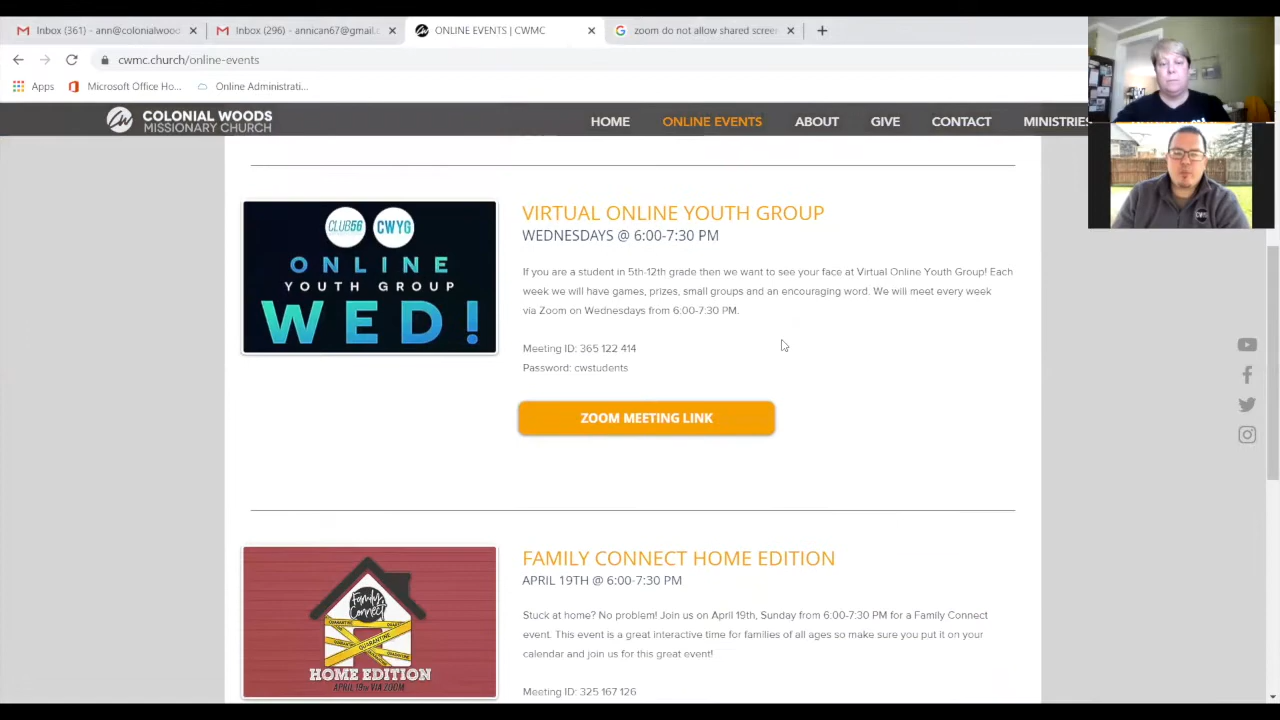 Inbox (361) - ann@colonialwood
Inbox (296) - annican67@gmail.
ONLINE EVENTS | CWMC
zoom do not allow shared screen
cwmc.church/online-events
Apps
Microsoft Office Ho...
Online Administrati...
COLONIAL WOODS
MISSIONARY CHURCH
HOME
ONLINE EVENTS
ABOUT
GIVE
CONTACT
MINISTRIES
CLUB56
CWYG
ONLINE
YOUTH GROUP
WED!
VIRTUAL ONLINE YOUTH GROUP
WEDNESDAYS @ 6:00-7:30 PM
If you are a student in 5th-12th grade then we want to see your face at Virtual Online Youth Group! Each
week we will have games, prizes, small groups and an encouraging word. We will meet every week
via Zoom on Wednesdays from 6:00-7:30 PM.
Meeting ID: 365 122 414
Password: cwstudents
ZOOM MEETING LINK
Family
Connect
QUARANTINE
HOME EDITION
APRIL 19TH VIA ZOOM
FAMILY CONNECT HOME EDITION
APRIL 19TH @ 6:00-7:30 PM
Stuck at home? No problem! Join us on April 19th, Sunday from 6:00-7:30 PM for a Family Connect
event. This event is a great interactive time for families of all ages so make sure you put it on your
calendar and join us for this great event!
Meeting ID: 325 167 126
CWYG